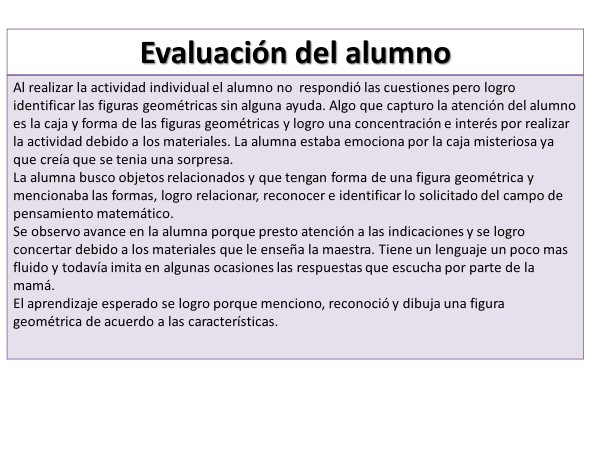 Evaluación del alumno
Al realizar la actividad individual el alumno no  respondió las cuestiones pero logro
identificar las figuras geométricas sin alguna ayuda. Algo que capturo la atención del alumno
es la caja y forma de las figuras geométricas y logro una concentración e interés por realizar
la actividad debido a los materiales. La alumna estaba emociona por la caja misteriosa ya
que creía que se tenia una sorpresa.
La alumna busco objetos relacionados y que tengan forma de una figura geométrica y
mencionaba las formas, logro relacionar, reconocer e identificar lo solicitado del campo de
pensamiento matemático.
Se observo avance en la alumna porque presto atención a las indicaciones y se logro
concertar debido a los materiales que le enseña la maestra. Tiene un lenguaje un poco mas
fluido y todavía imita en algunas ocasiones las respuestas que escucha por parte de la
mamá.
El aprendizaje esperado se logro porque menciono, reconoció y dibuja una figura
geométrica de acuerdo a las características.